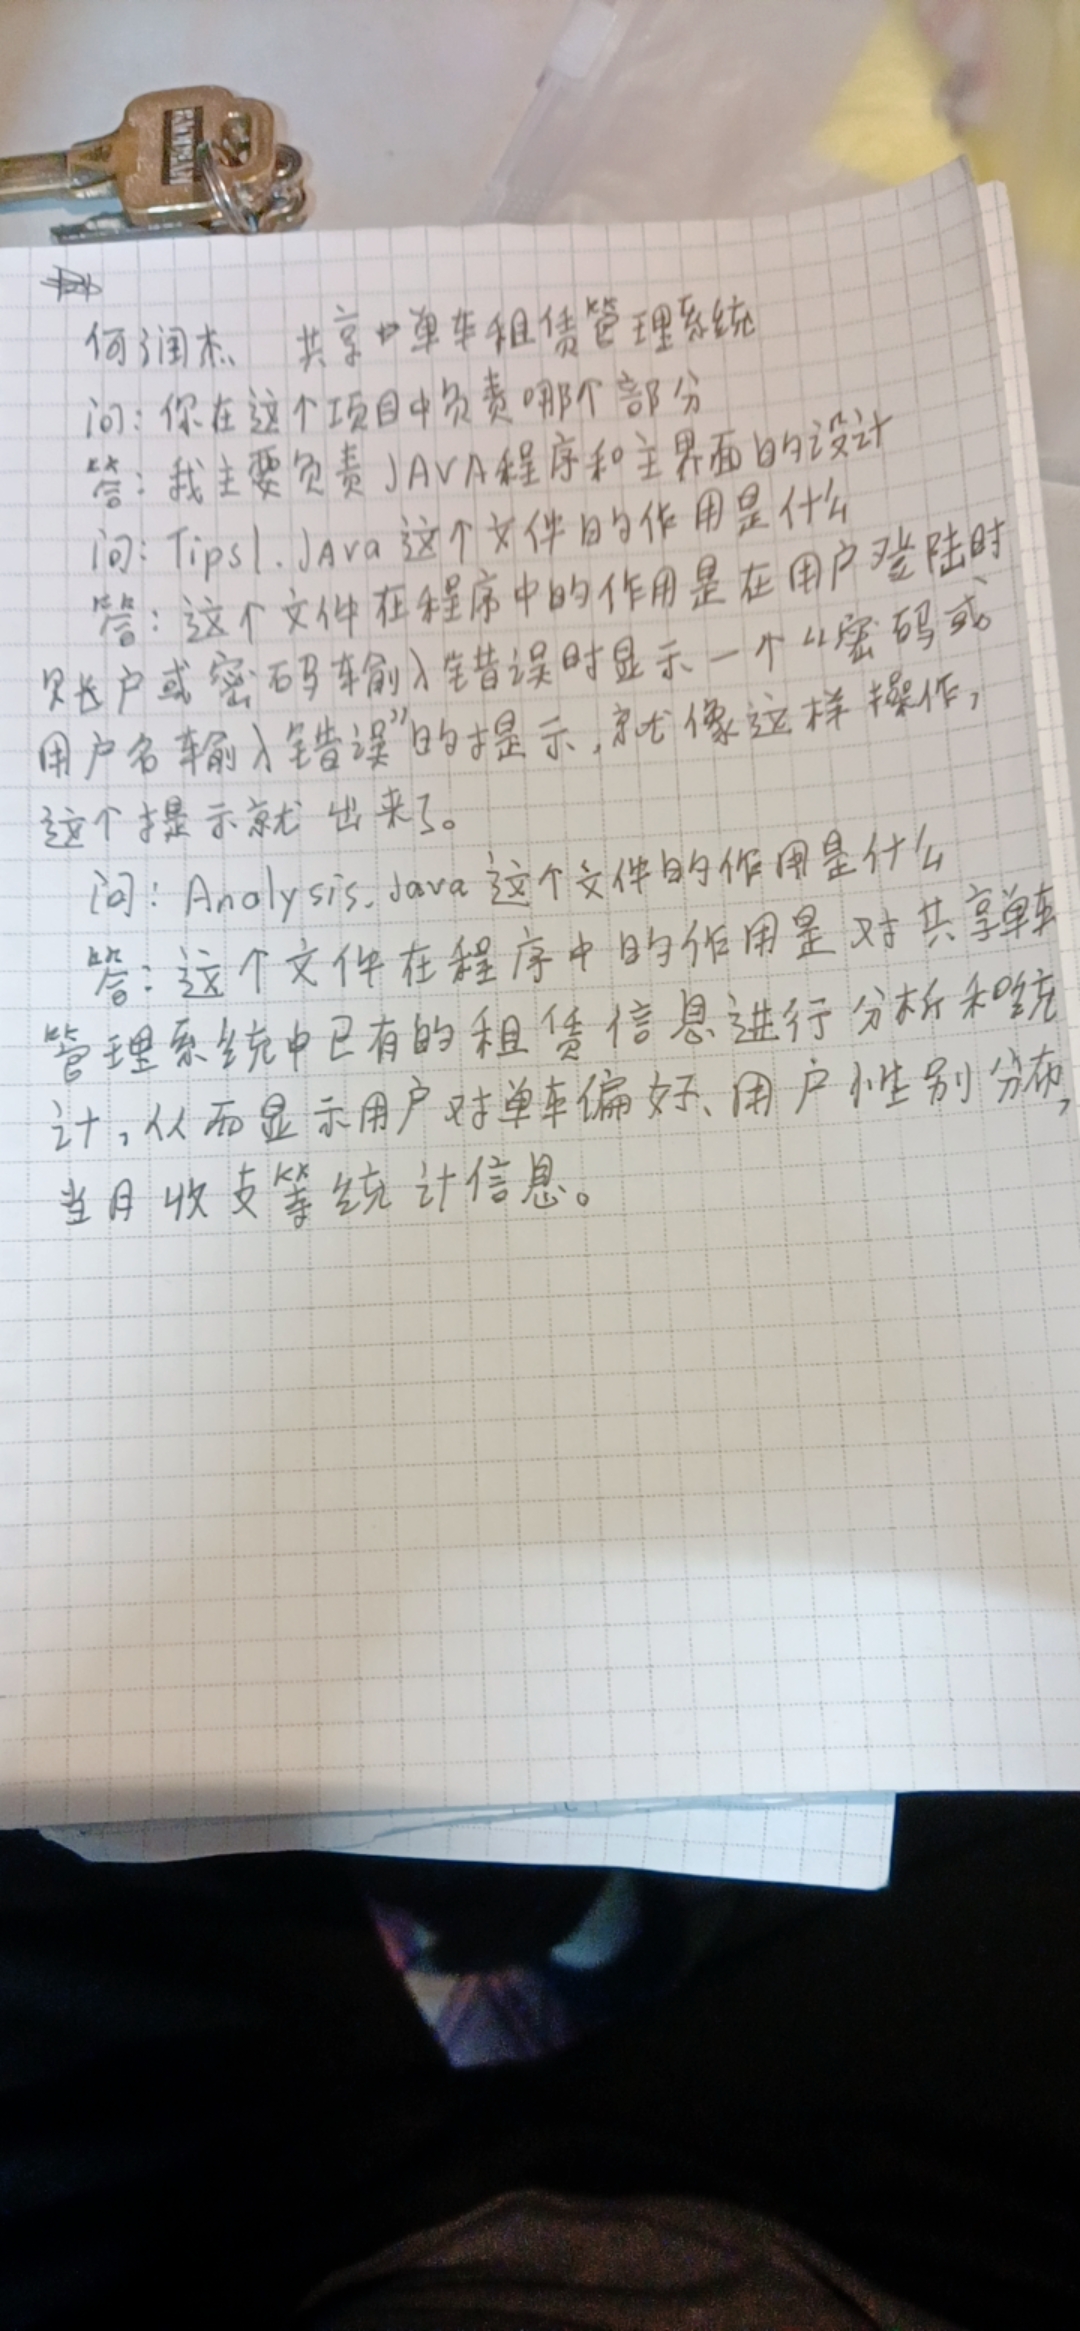 何润杰 共享单车租赁管理系统
问：你在这个项目中负责哪个部分
答：我主要负责JAVA程序和主界面的设计
问：Tips1.JAva这个文件的作用是什么
答：这个文件在程序中的作用是在用户登陆时
账户或密码输入错误时显示一个“密码或
用户名输入错误”的提示，就像这样操作，
这个提示就出来了。
问：Analysis.Java这个文件的作用是什么
答：这个文件在程序中的作用是对共享单车
管理系统中已有的租赁信息进行分析和统
计，从而显示用户对单车偏好、用户性别分布，
当月收支等统计信息。